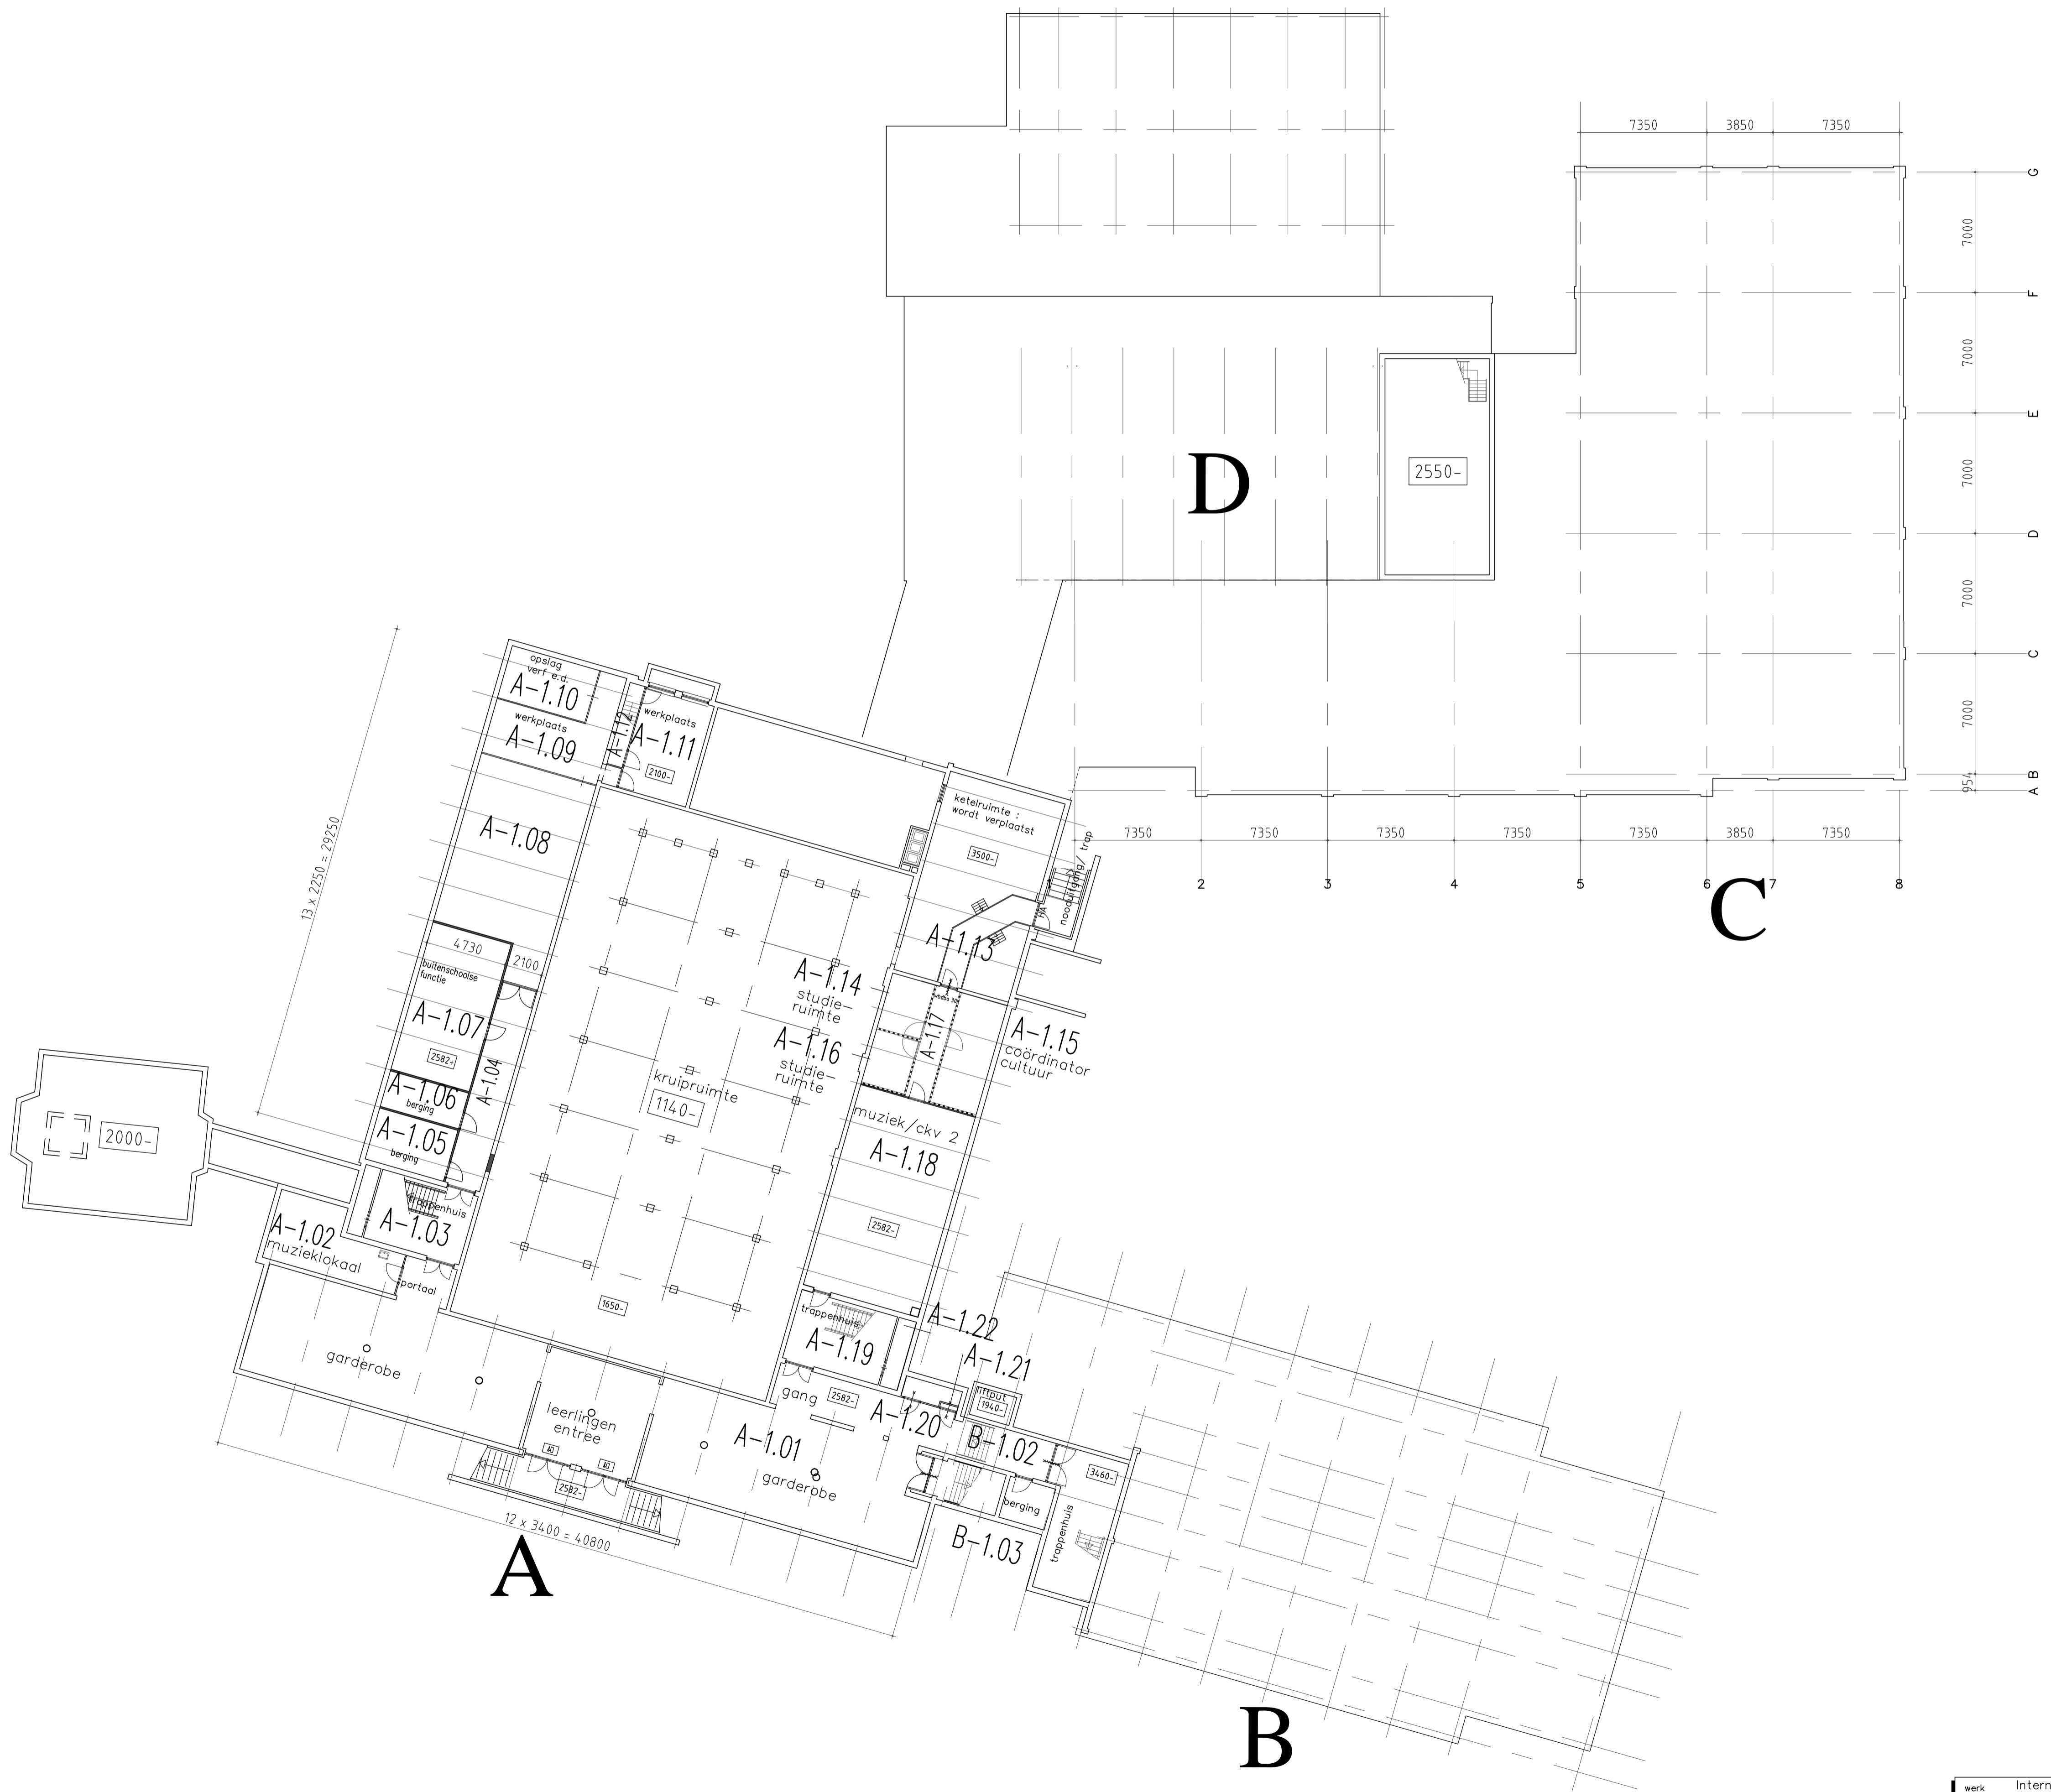 7350
3850
7350
G
7000
F
7000
E
7000
D
7000
C
7000
B
954
A
D
2550-
7350
7350
7350
7350
7350
3850
7350
1
2
3
4
5
6
7
8
C
13 x 2250 = 29250
opslag
verf e.d.
A-1.10
werkplaats
A-1.09
A-1.12
werkplaats
A-1.11
2100-
A-1.08
ketelruimte :
wordt verplaatst
3500-
nooduitgang/ trap
HA
A-1.13
4730
2100
buitenschoolse
functie
A-1.07
2582-
A-1.04
A-1.06
berging
A-1.05
berging
A-1.14
studie-
ruimte
A-1.16
studie-
ruimte
A-1.17
A-1.15
coördinator
cultuur
kruipruimte
1140-
2000-
muziek/ckv 2
A-1.18
2582-
trappenhuis
A-1.03
A-1.02
muzieklokaal
portaal
1650-
trappenhuis
A-1.19
A-1.22
A-1.21
liftput
1940-
garderobe
leerlingen
entree
2582-
gang
2582-
A-1.20
A-1.01
garderobe
B-1.02
3460-
berging
trappenhuis
B-1.03
12 x 3400 = 40800
A
B
werk
Intern